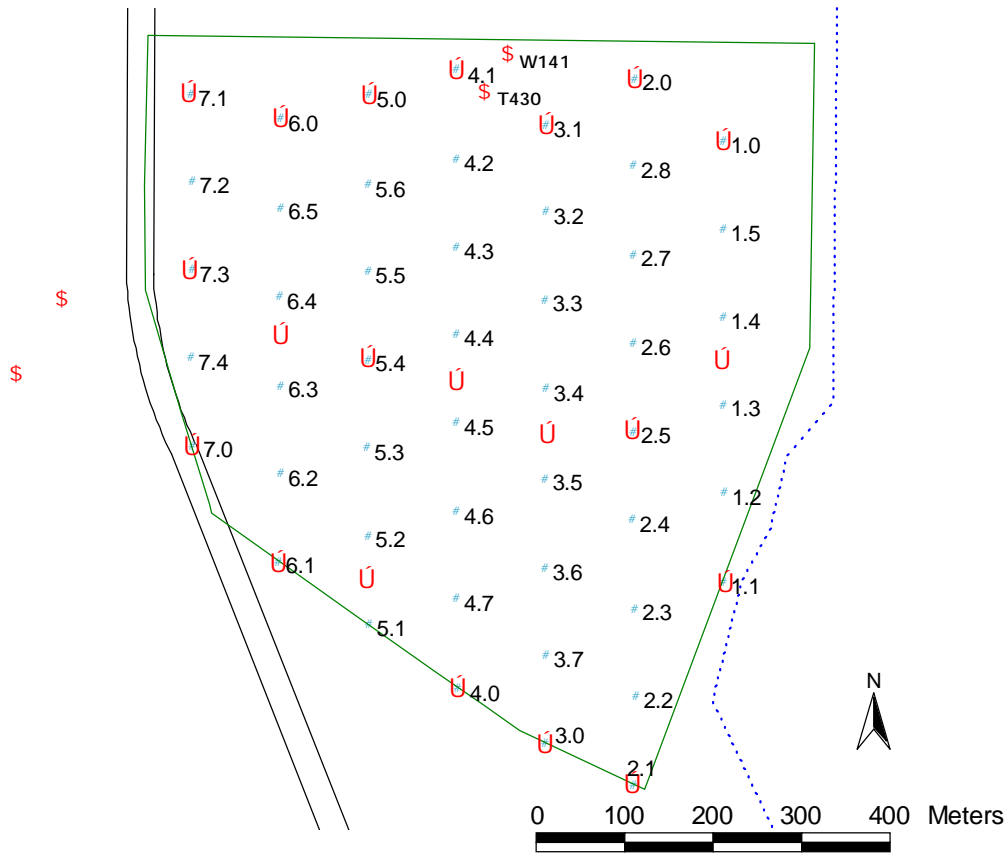 $ W141
Ú 4.1
Ú 2.0
$ T430
Ú 7.1
Ú 5.0
Ú 6.0
Ú 3.1
Ú 1.0
# 4.2
# 2.8
# 7.2
# 5.6
# 6.5
# 3.2
# 1.5
# 4.3
# 2.7
Ú 7.3
# 5.5
$
# 6.4
# 3.3
# 1.4
Ú
# 4.4
# 2.6
# 7.4
Ú 5.4
Ú
$
Ú
# 6.3
# 3.4
# 1.3
# 4.5
Ú
Ú 2.5
Ú 7.0
# 5.3
# 6.2
# 3.5
# 1.2
# 4.6
# 2.4
# 5.2
Ú 6.1
# 3.6
Ú
Ú 1.1
# 4.7
# 2.3
# 5.1
# 3.7
Ú 4.0
# 2.2
N
Ú 3.0
2.1
Ú
0 100 200 300 400 Meters